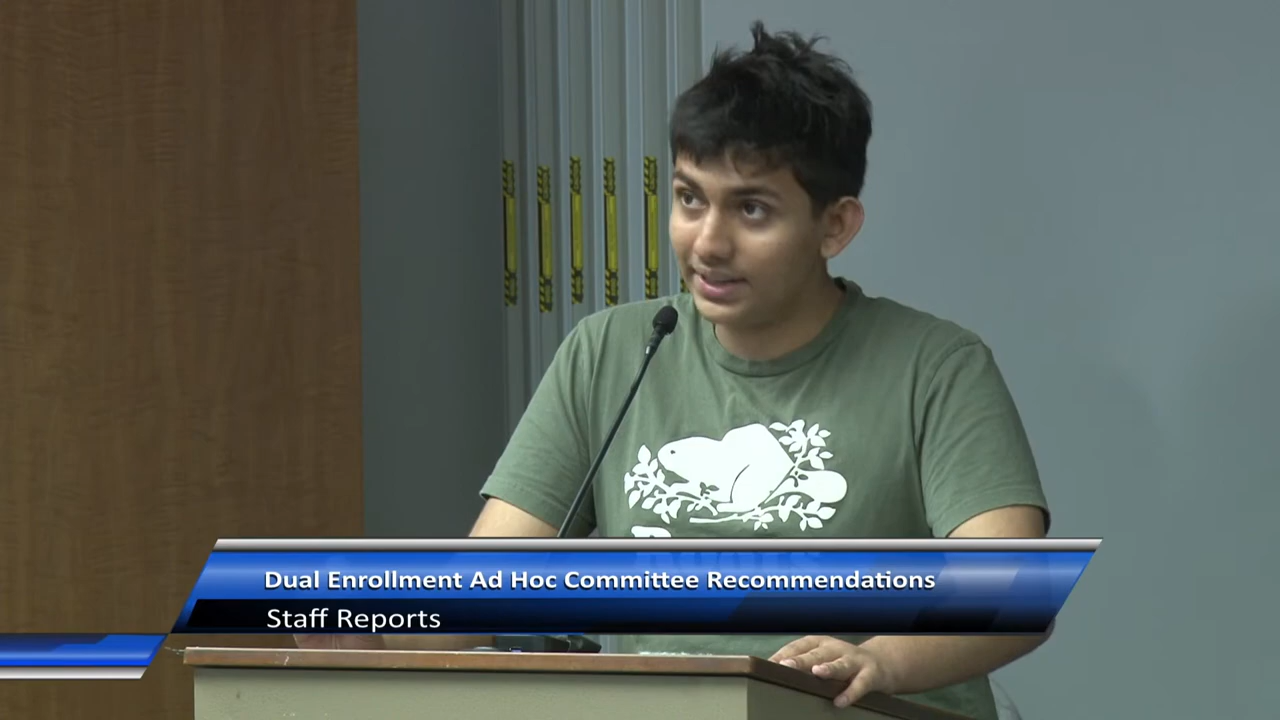 Dual Enrollment Ad Hoc Committee Recommendations
Staff Reports